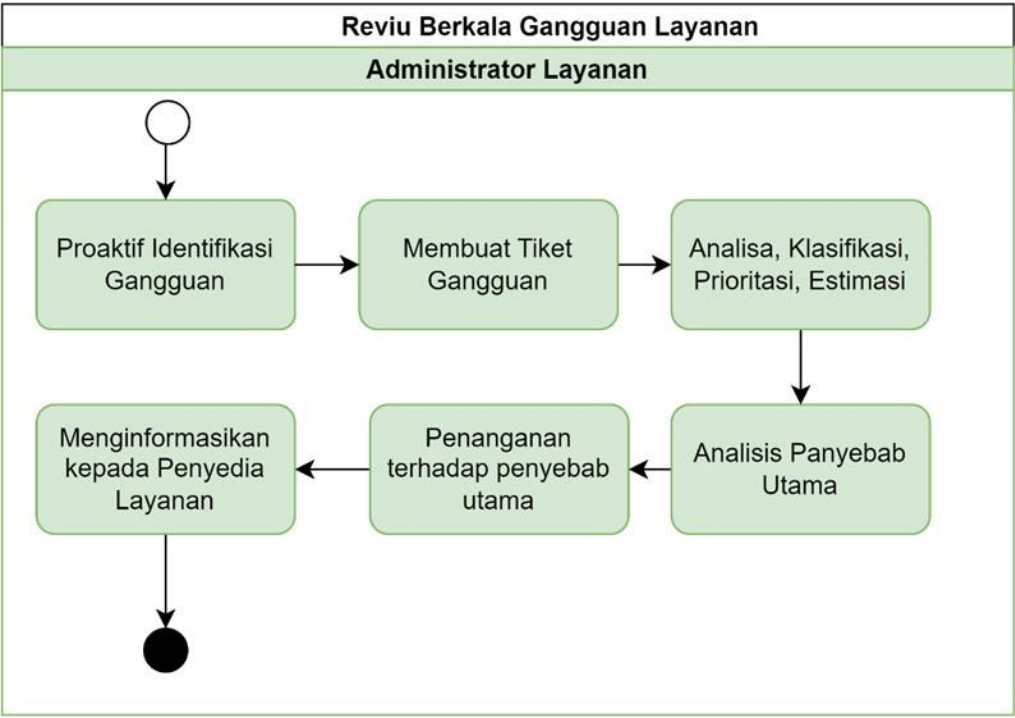 Reviu Berkala Gangguan Layanan
Administrator Layanan
Proaktif Identifikasi
Gangguan
Membuat Tiket
Gangguan
Analisa, Klasifikasi,
Prioritasi, Estimasi
Analisis Panyebab
Utama
Penanganan
terhadap penyebab
utama
Menginformasikan
kepada Penyedia
Layanan